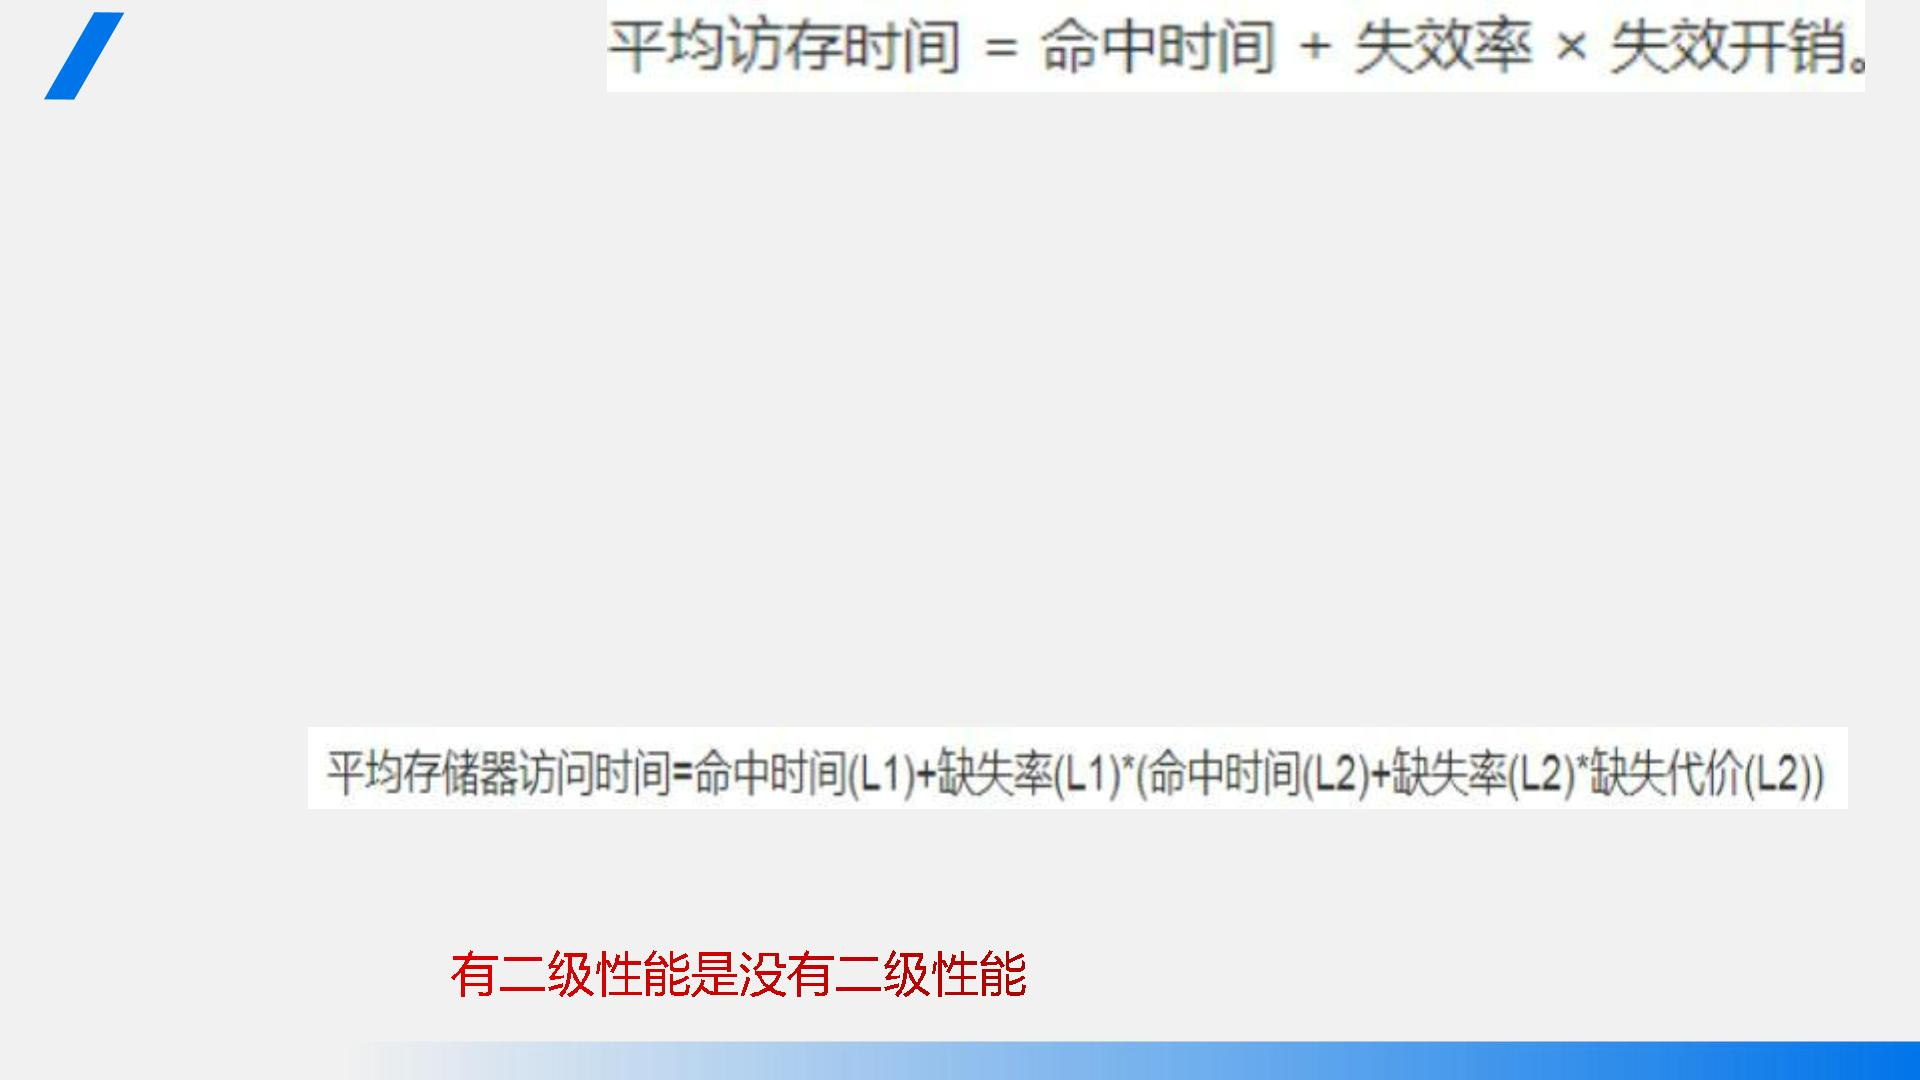 平均访存时间 = 命中时间 + 失效率 × 失效开销。
平均存储器访问时间=命中时间(L1)+缺失率(L1)*(命中时间(L2)+缺失率(L2)*缺失代价(L2))
有二级性能是没有二级性能